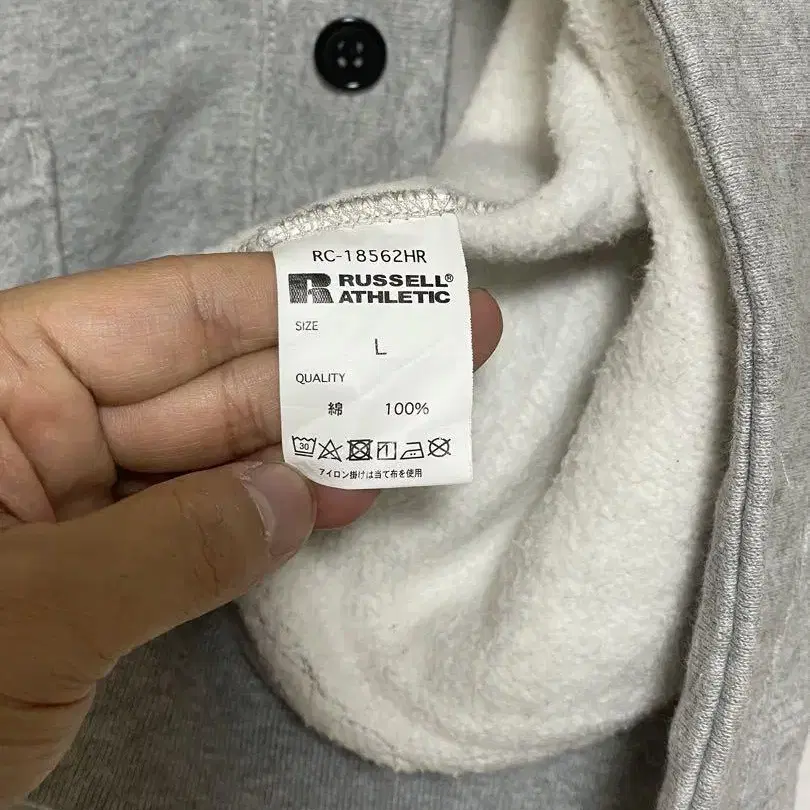 RC-18562HR
RUSSELL®
ATHLETIC
SIZE
L
QUALITY
綿 100%
30
アイロン掛けは当て布を使用